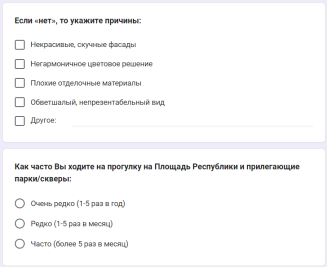 Если «нет», то укажите причины:
Некрасивые, скучные фасады
Негармоничное цветовое решение
Плохие отделочные материалы
Обветшалый, непрезентабельный вид
Другое:
Как часто Вы ходите на прогулку на Площадь Республики и прилегающие
парки/скверы:
Очень редко (1-5 раз в год)
Редко (1-5 раз в месяц)
Часто (более 5 раз в месяц)